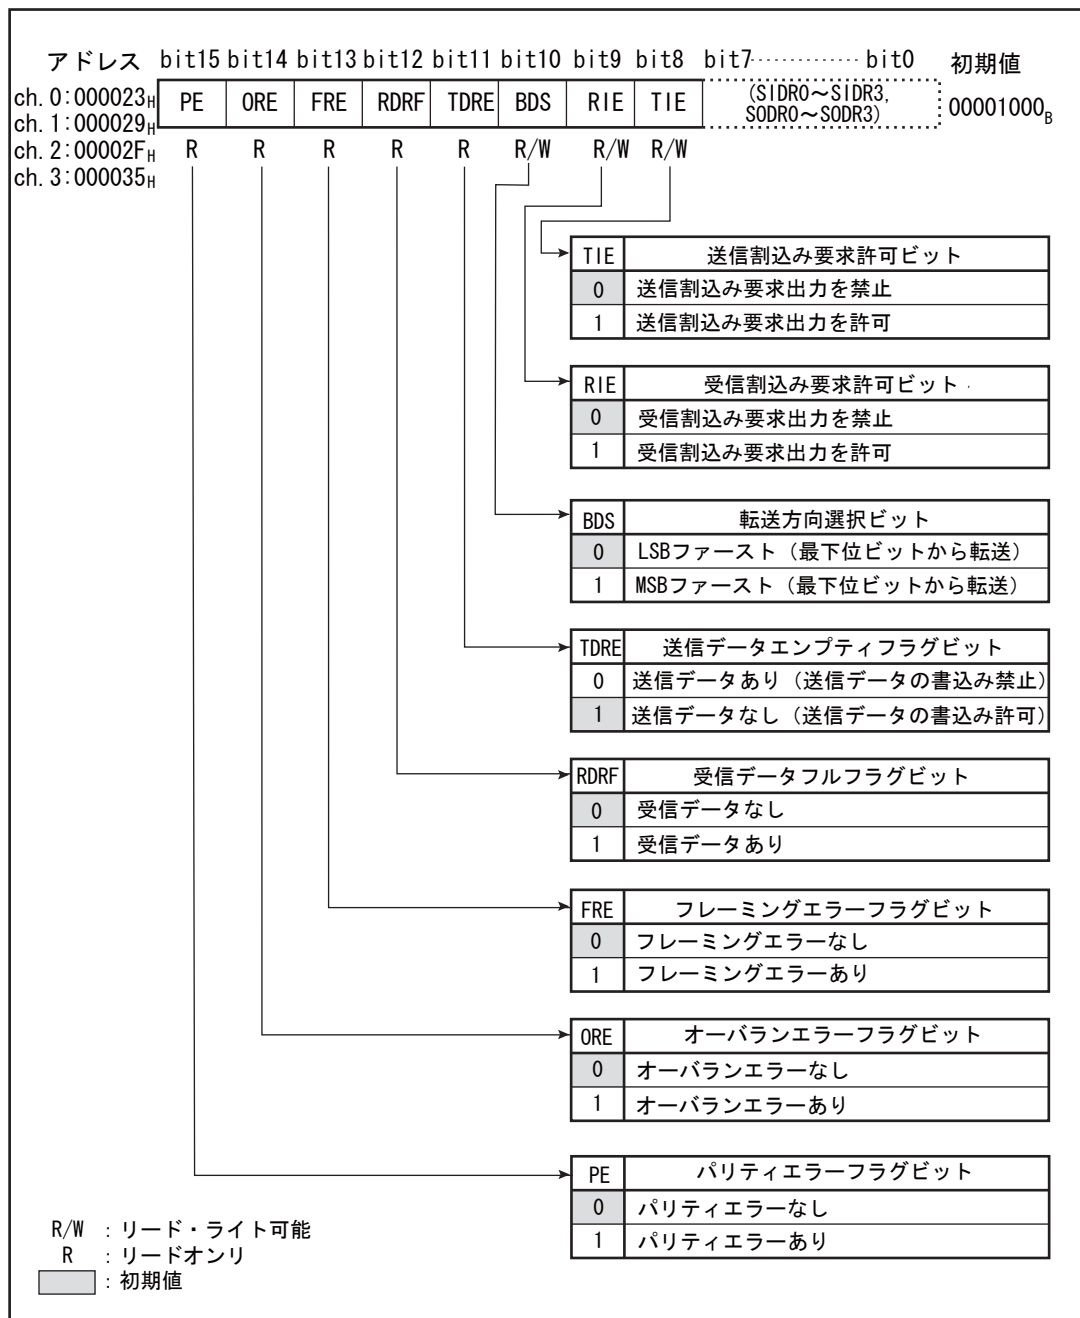 アドレス bit15 bit14 bit13 bit12 bit11 bit10 bit9 bit8 bit7············ bit0 初期値
ch. 0:000023H PE ORE FRE RDRF TDRE BDS RIE TIE (SIDR0～SIDR3, SODR0～SODR3) 00001000B
ch. 1:000029H
ch. 2:00002FH R R R R R R/W R/W R/W
ch. 3:000035H
TIE 送信割込み要求許可ビット
0 送信割込み要求出力を禁止
1 送信割込み要求出力を許可
RIE 受信割込み要求許可ビット
0 受信割込み要求出力を禁止
1 受信割込み要求出力を許可
BDS 転送方向選択ビット
0 LSBファースト（最下位ビットから転送）
1 MSBファースト（最下位ビットから転送）
TDRE 送信データエンプティフラグビット
0 送信データあり（送信データの書込み禁止）
1 送信データなし（送信データの書込み許可）
RDRF 受信データフルフラグビット
0 受信データなし
1 受信データあり
FRE フレーミングエラーフラグビット
0 フレーミングエラーなし
1 フレーミングエラーあり
ORE オーバランエラーフラグビット
0 オーバランエラーなし
1 オーバランエラーあり
PE パリティエラーフラグビット
0 パリティエラーなし
1 パリティエラーあり
R/W ：リード・ライト可能
R ：リードオンリ
：初期値